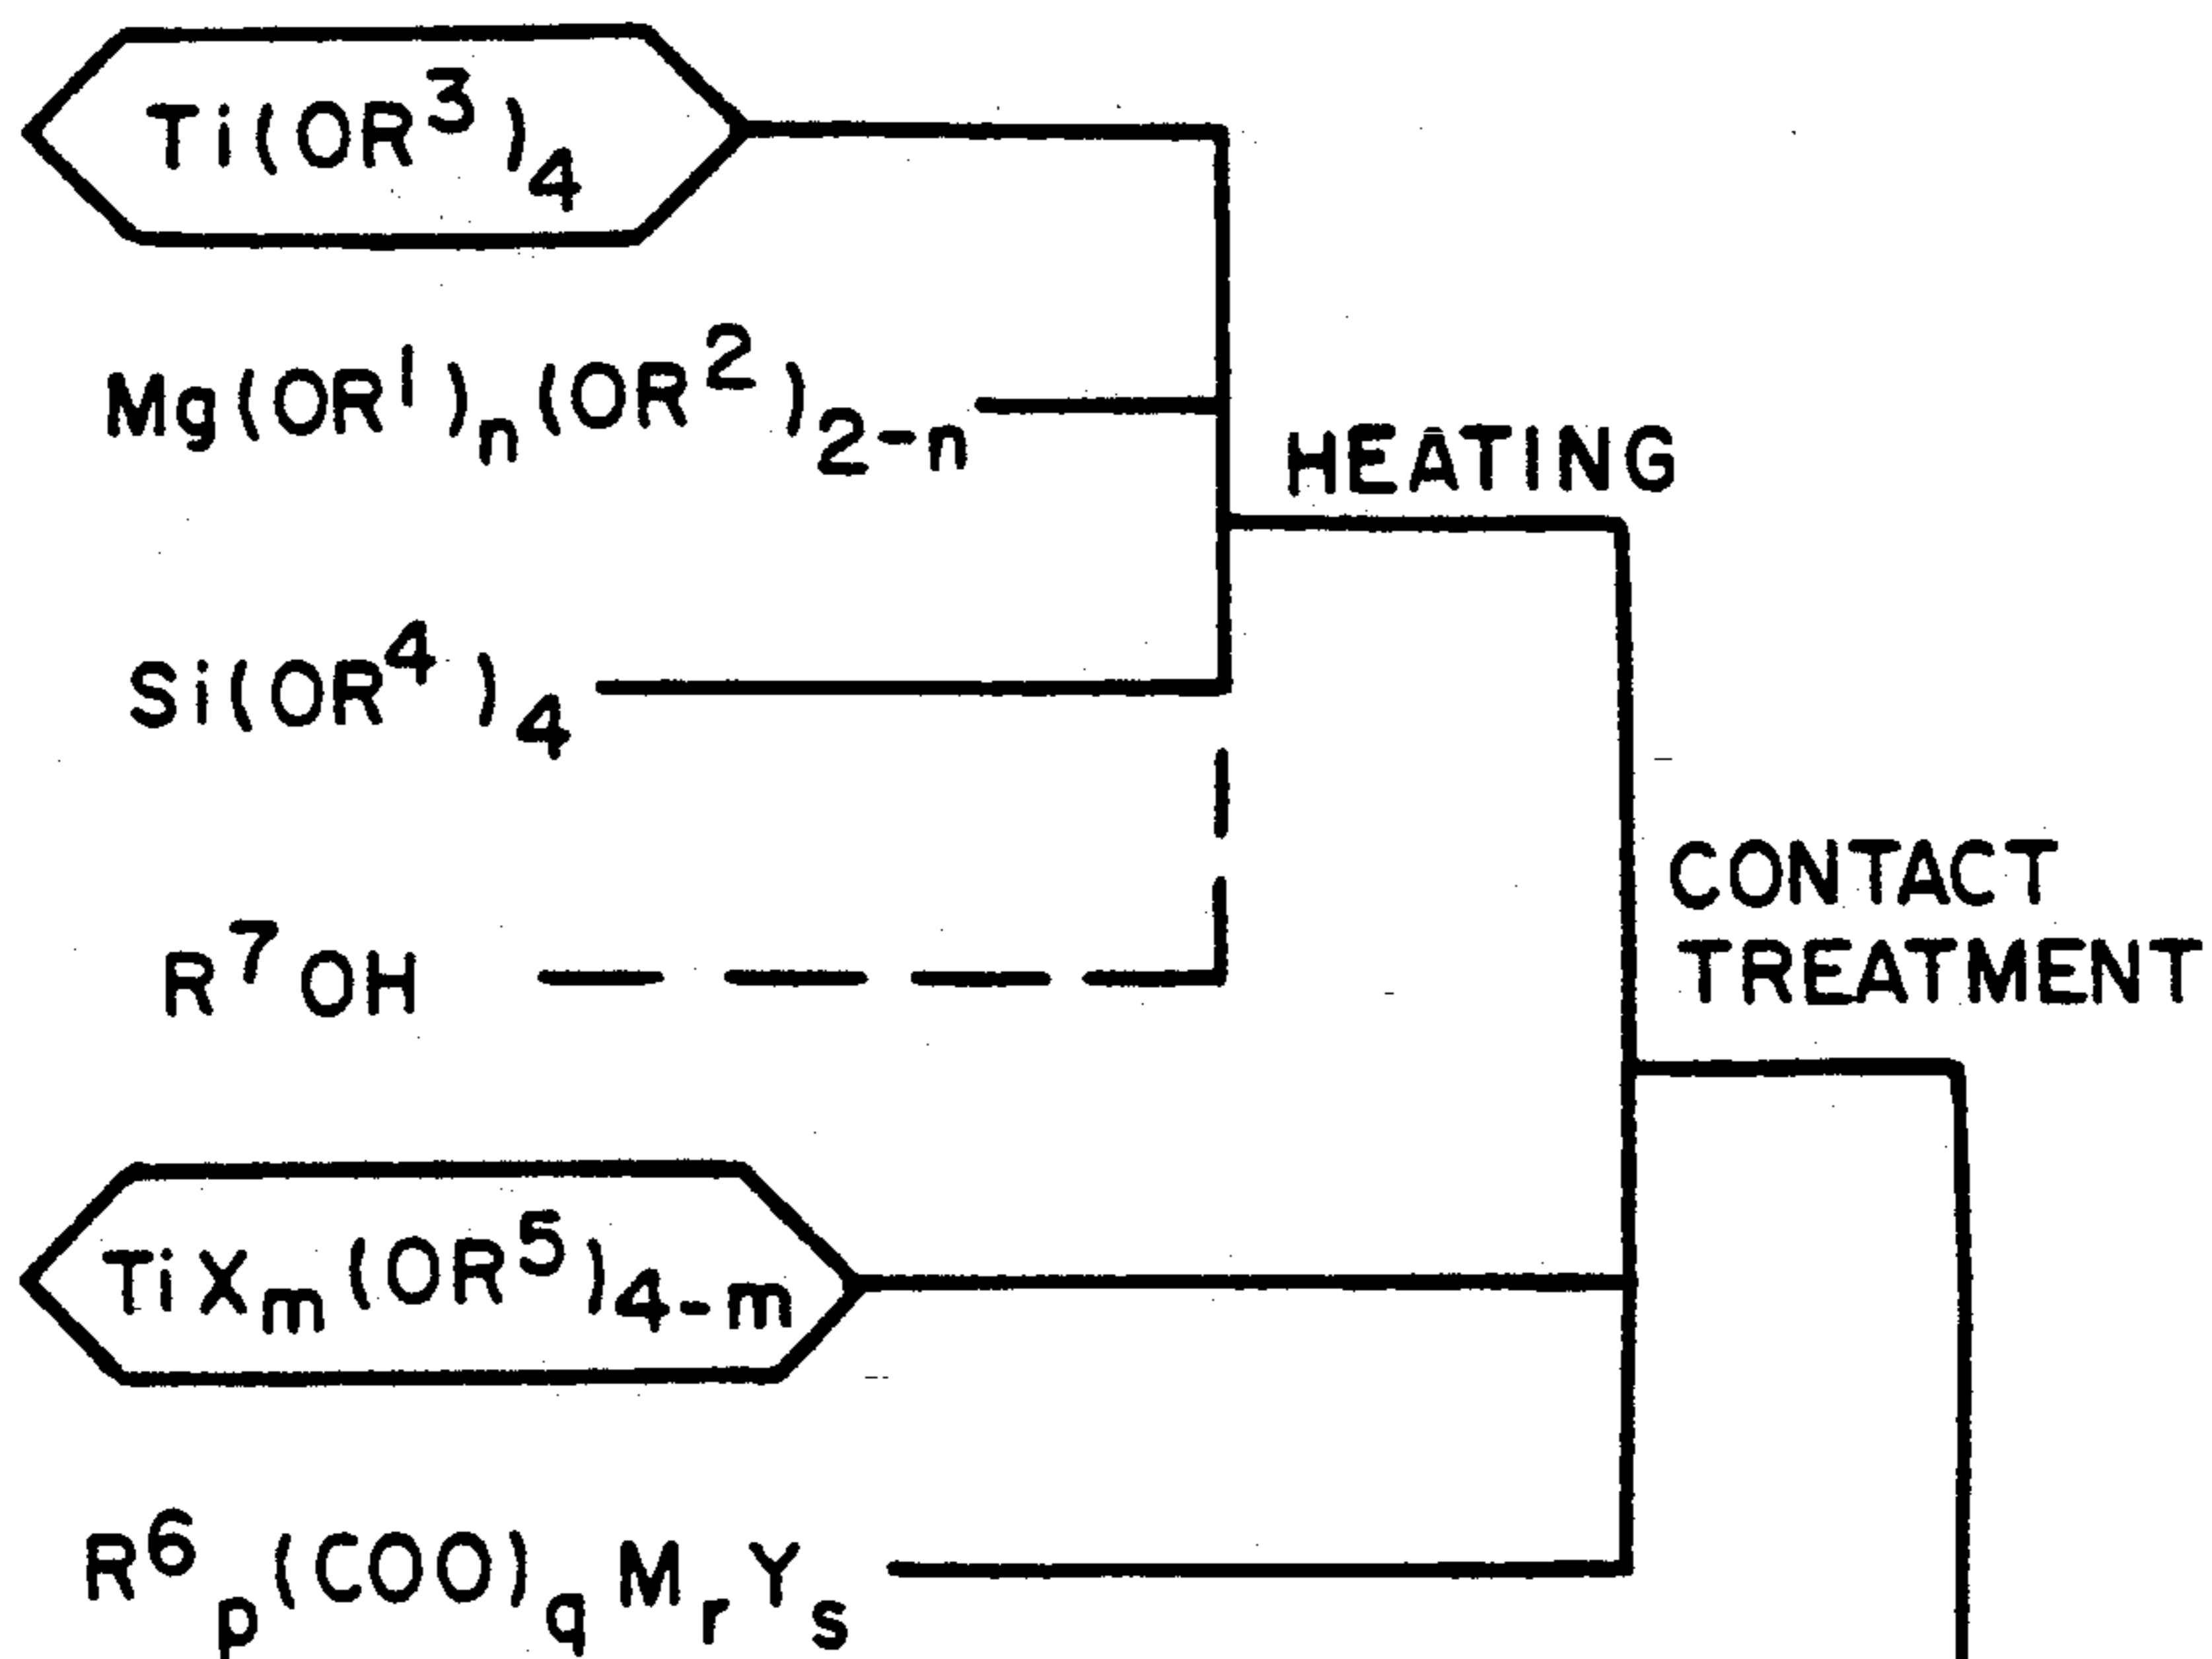 Ti(OR³)₄
Mg(OR¹)ₙ(OR²)₂₋ₙ
HEATING
Si(OR⁴)₄
CONTACT
TREATMENT
R⁷OH
TiXₘ(OR⁵)₄₋ₘ
R⁶ₚ(COO)qMᵣYₛ